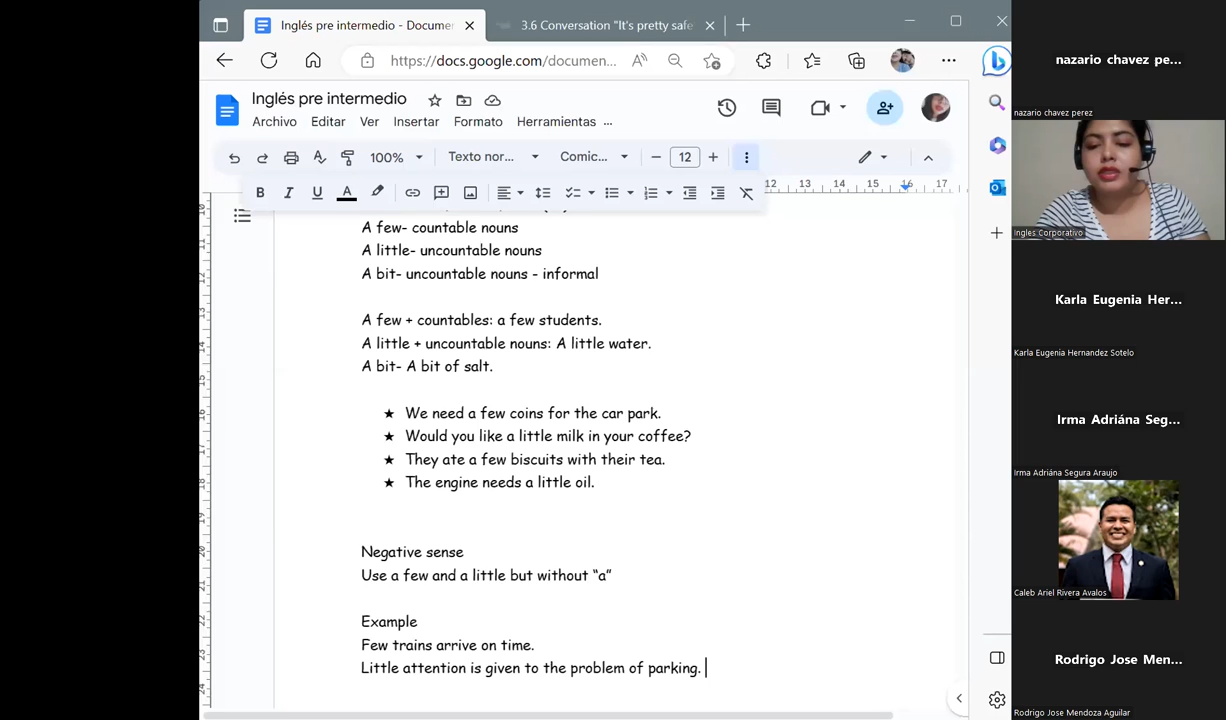 Inglés pre intermedio - Docume
3.6 Conversation "It's pretty safe
https://docs.google.com/documen...
Inglés pre intermedio
Archivo Editar Ver Insertar Formato Herramientas ...
100% Texto nor... Comic... 12
12 13 14 15 16 17
A few- countable nouns
A little- uncountable nouns
A bit- uncountable nouns - informal
A few + countables: a few students.
A little + uncountable nouns: A little water.
A bit- A bit of salt.
★ We need a few coins for the car park.
★ Would you like a little milk in your coffee?
★ They ate a few biscuits with their tea.
★ The engine needs a little oil.
Negative sense
Use a few and a little but without “a”
Example
Few trains arrive on time.
Little attention is given to the problem of parking.
nazario chavez pe...
nazario chavez perez
Ingles Corporativo
Karla Eugenia Her...
Karla Eugenia Hernandez Sotelo
Irma Adriána Seg...
Irma Adriána Segura Araujo
Caleb Ariel Rivera Avalos
Rodrigo Jose Men...
Rodrigo Jose Mendoza Aguilar